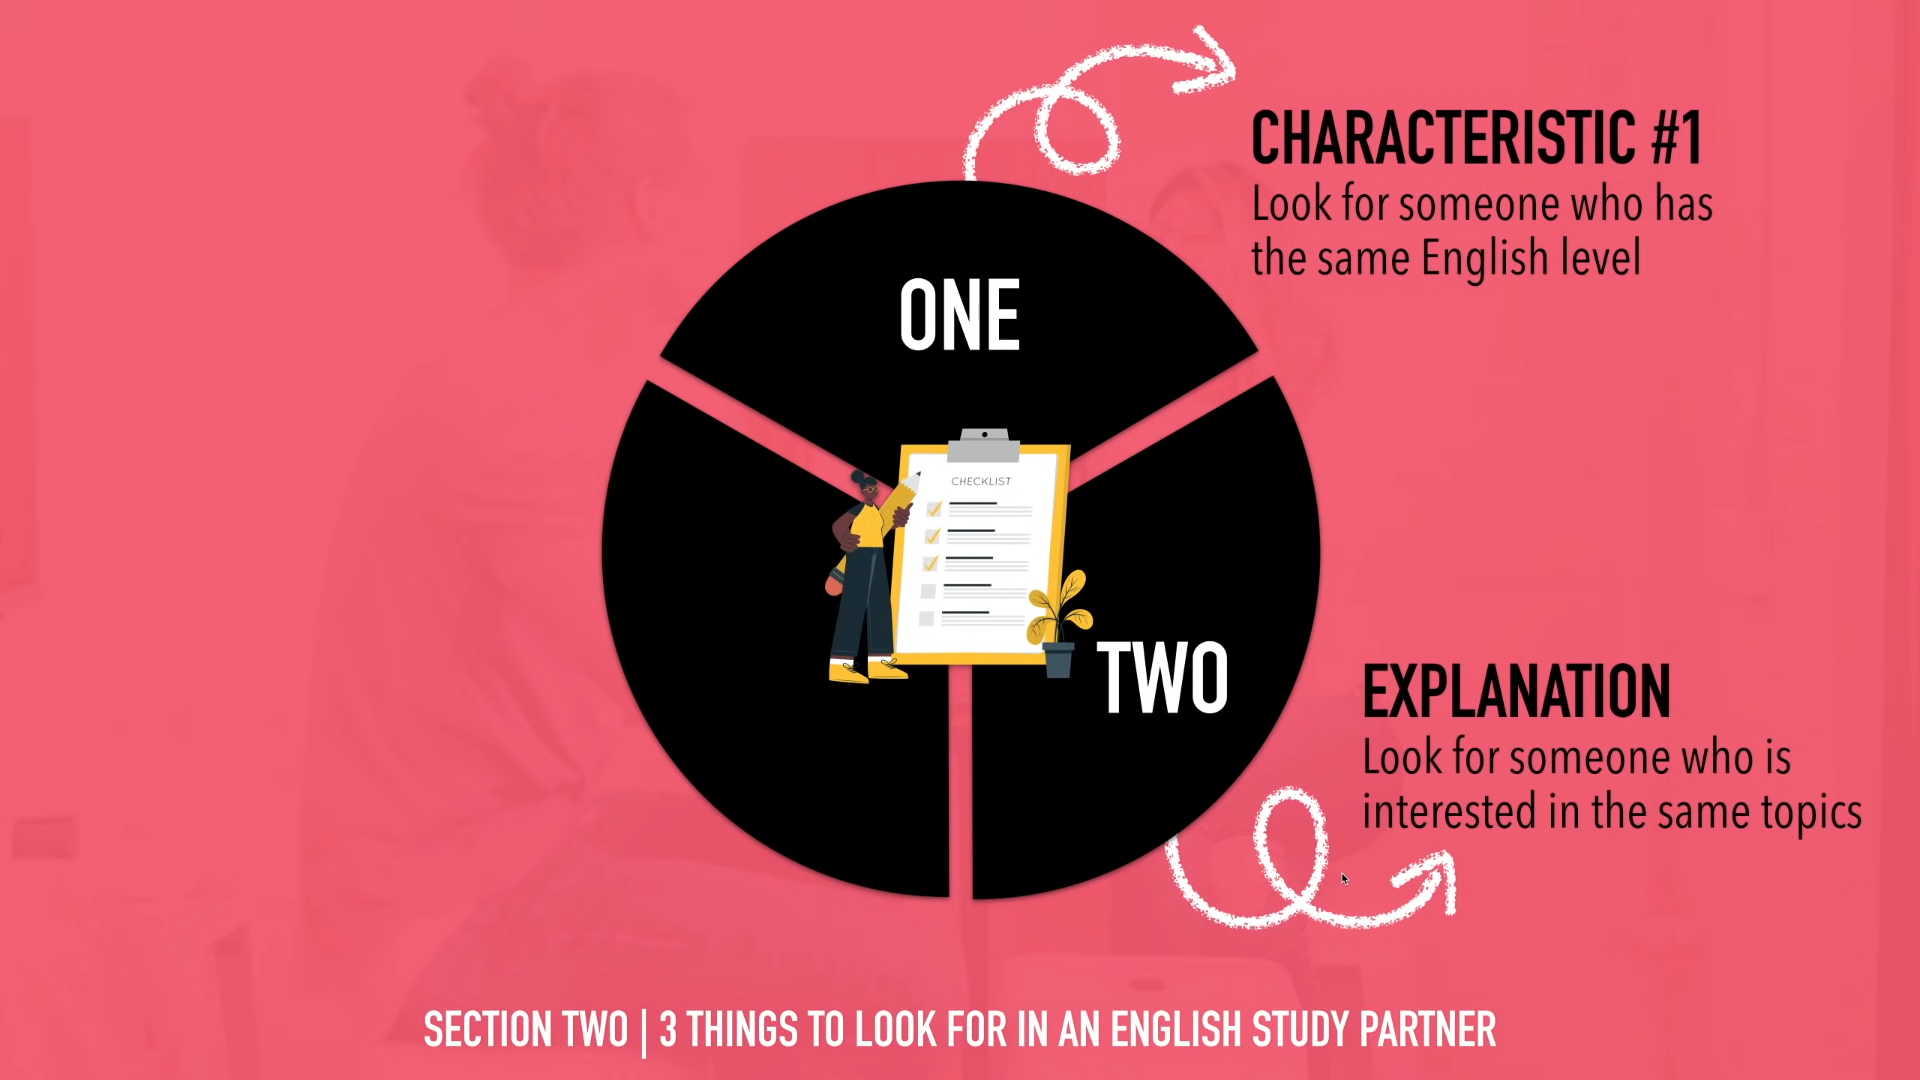 CHARACTERISTIC #1
Look for someone who has
the same English level
ONE
CHECKLIST
TWO
EXPLANATION
Look for someone who is
interested in the same topics
SECTION TWO | 3 THINGS TO LOOK FOR IN AN ENGLISH STUDY PARTNER